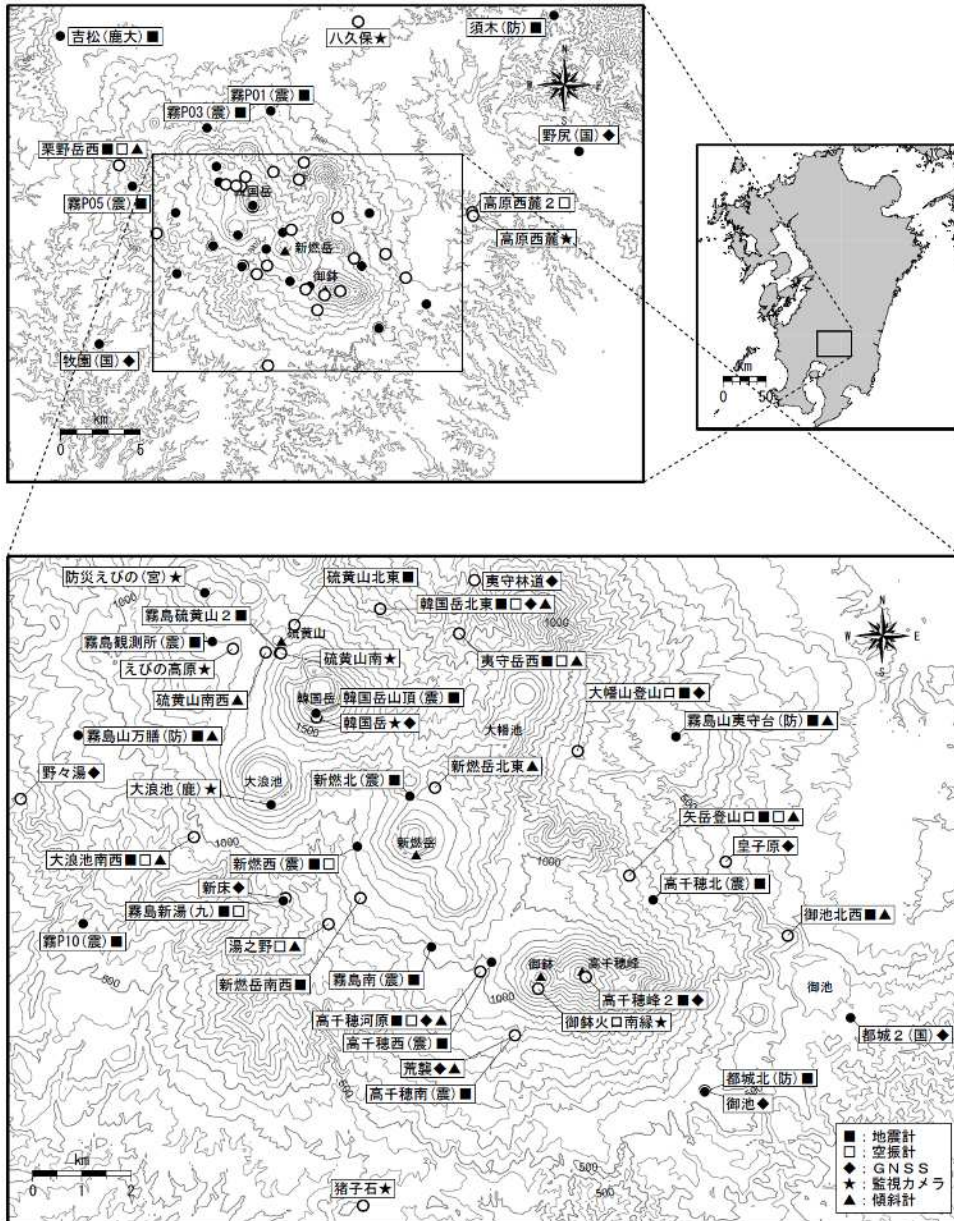 吉松(鹿大)■
八久保★
須木(防)■
霧P01(震)■
霧P03(震)■
野尻(国)◆
栗野岳西■□▲
霧P05(震)■
韓国岳
高原西麓2□
高原西麓★
新燃岳
御鉢
牧園(国)◆
N
W E
S
km
0 5
km
0 50
防災えびの(宮)★
硫黄山北東■
夷守林道◆
1000
霧島硫黄山2■
韓国岳北東■□◆▲
1000
硫黄山
霧島観測所(震)■
硫黄山南★
夷守岳西■□▲
えびの高原★
大幡山登山口■◆
硫黄山南西▲
韓国岳
韓国岳山頂(震)■
韓国岳★◆
1500
大幡池
霧島山夷守台(防)■▲
霧島山万膳(防)■▲
野々湯◆
大浪池
新燃北(震)■
新燃岳北東▲
大浪池(鹿)★
500
矢岳登山口■□▲
新燃岳
大浪池南西■□▲
1000
新燃西(震)■□
1000
皇子原◆
新床◆
高千穂北(震)■
霧島新湯(九)■□
御池北西■▲
霧P10(震)■
湯之野□▲
新燃岳南西■
霧島南(震)■
御鉢
高千穂峰
御池
500
1000
高千穂峰2■◆
高千穂河原■□◆▲
御鉢火口南縁★
高千穂西(震)■
都城2(国)◆
荒襲◆▲
高千穂南(震)■
500
都城北(防)■
御池◆
N
W E
S
km
0 1 2
猪子石★
500
500
■:地震計
□:空振計
◆:GNSS
★:監視カメラ
▲:傾斜計